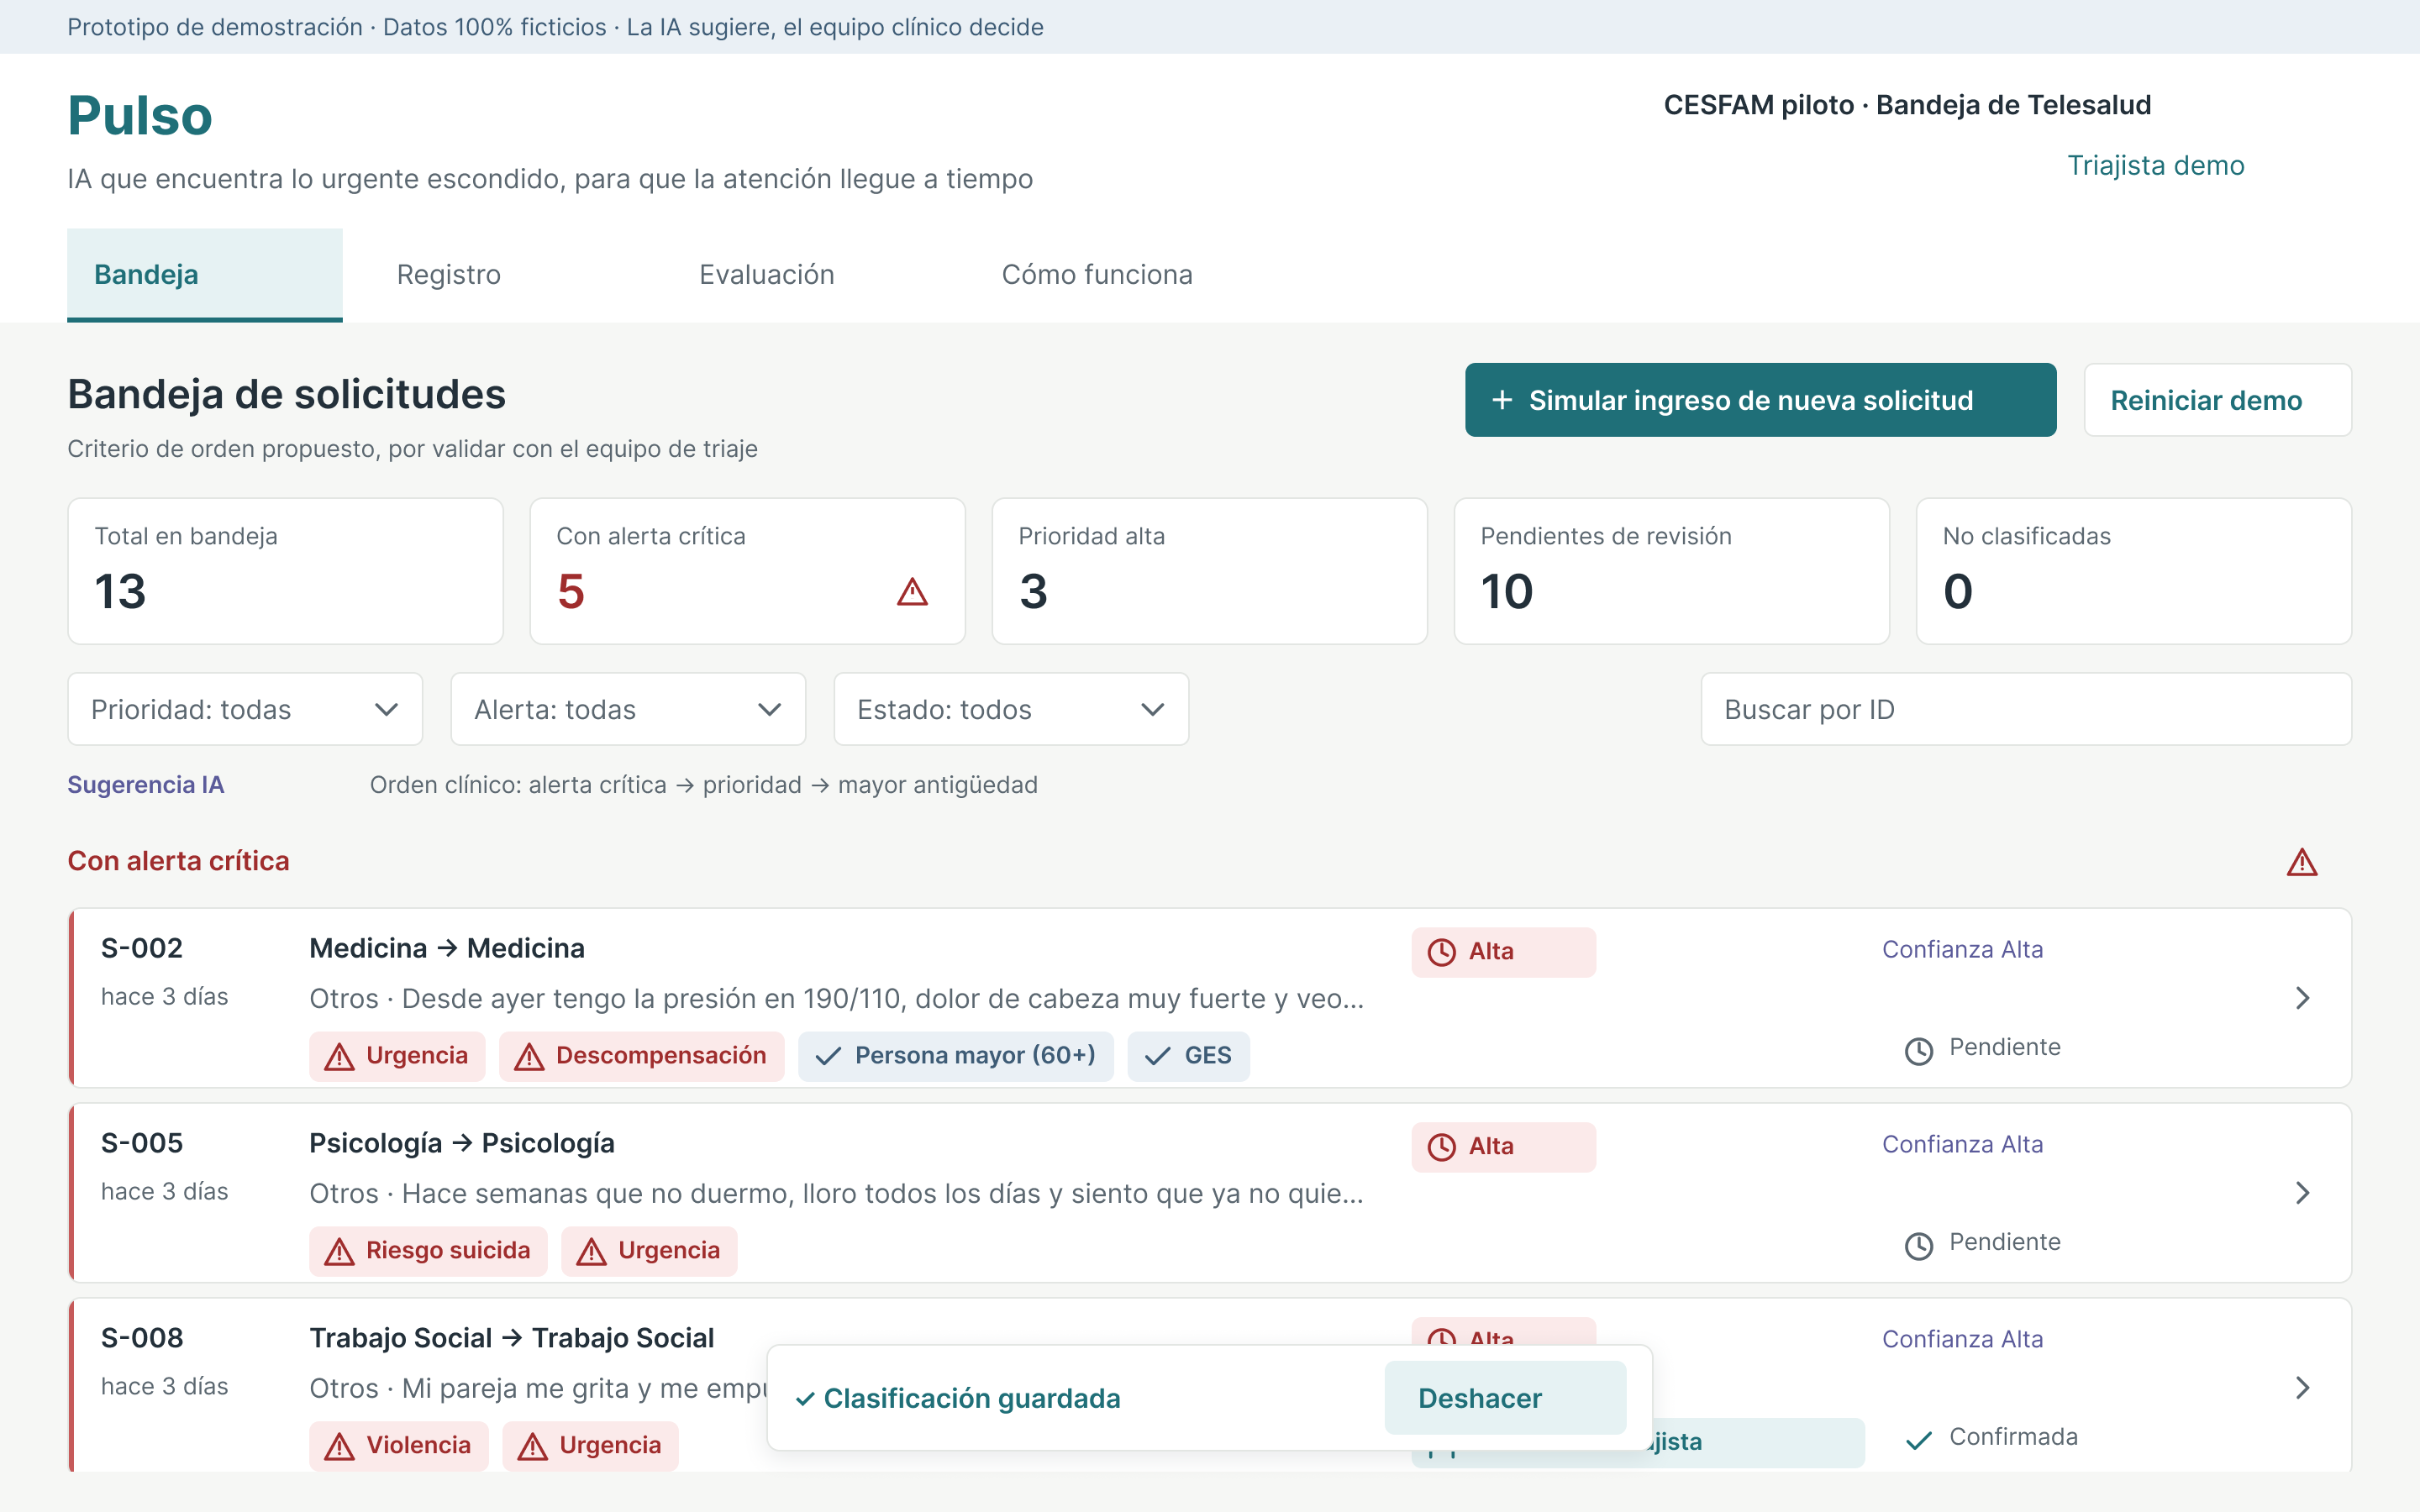 Prototipo de demostración · Datos 100% ficticios · La IA sugiere, el equipo clínico decide
Pulso
CESFAM piloto · Bandeja de Telesalud
IA que encuentra lo urgente escondido, para que la atención llegue a tiempo
Triajista demo
Bandeja
Registro
Evaluación
Cómo funciona
Bandeja de solicitudes
Criterio de orden propuesto, por validar con el equipo de triaje
+ Simular ingreso de nueva solicitud
Reiniciar demo
Total en bandeja
13
Con alerta crítica
5
Prioridad alta
3
Pendientes de revisión
10
No clasificadas
0
Prioridad: todas
Alerta: todas
Estado: todos
Buscar por ID
Sugerencia IA
Orden clínico: alerta crítica → prioridad → mayor antigüedad
Con alerta crítica
S-002
Medicina → Medicina
Alta
Confianza Alta
hace 3 días
Otros · Desde ayer tengo la presión en 190/110, dolor de cabeza muy fuerte y veo...
Urgencia
Descompensación
Persona mayor (60+)
GES
Pendiente
S-005
Psicología → Psicología
Alta
Confianza Alta
hace 3 días
Otros · Hace semanas que no duermo, lloro todos los días y siento que ya no quie...
Riesgo suicida
Urgencia
Pendiente
S-008
Trabajo Social → Trabajo Social
Alta
Confianza Alta
hace 3 días
Otros · Mi pareja me grita y me
Clasificación guardada
Deshacer
Violencia
Urgencia
Confirmada